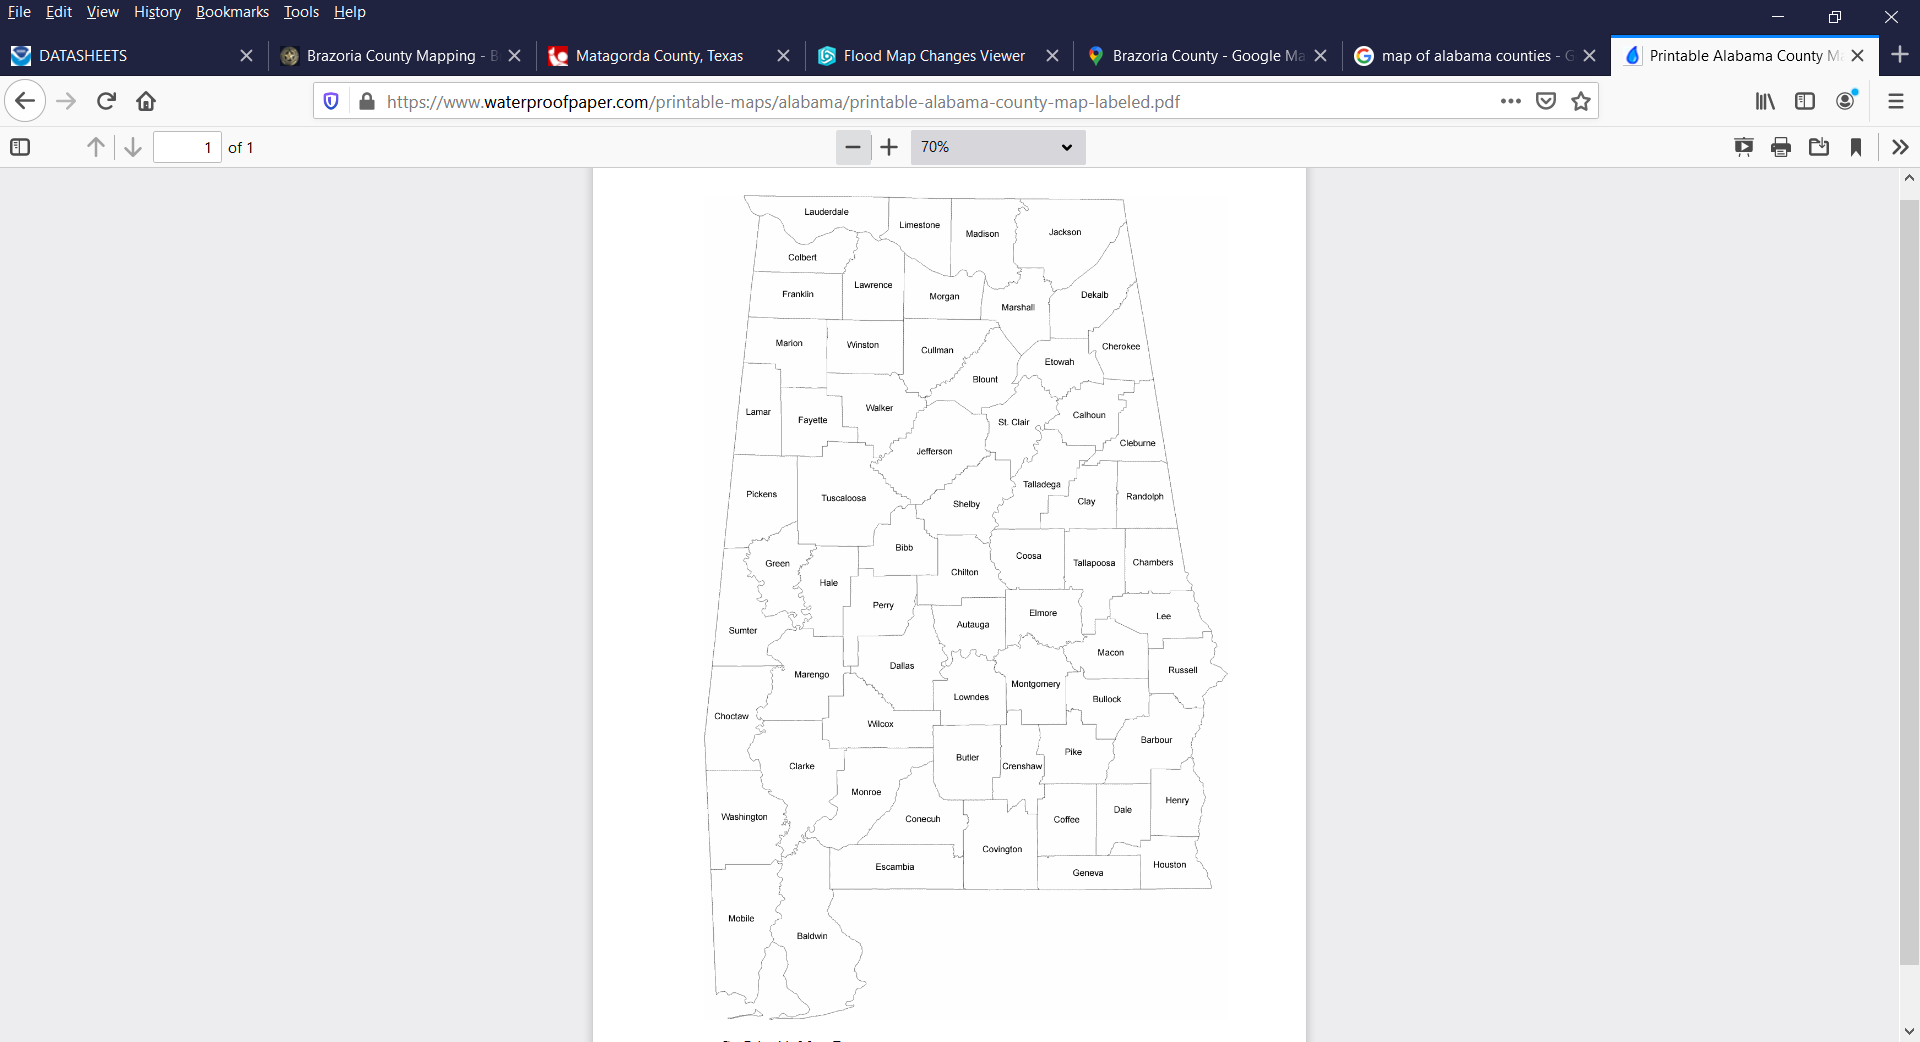 File Edit View History Bookmarks Tools Help
DATASHEETS
Brazoria County Mapping - B
Matagorda County, Texas
Flood Map Changes Viewer
Brazoria County - Google Ma
map of alabama counties - G
Printable Alabama County Ma
https://www.waterproofpaper.com/printable-maps/alabama/printable-alabama-county-map-labeled.pdf
1 of 1
70%
Lauderdale
Limestone
Madison
Jackson
Colbert
Lawrence
Franklin
Morgan
Dekalb
Marshall
Marion
Winston
Cullman
Cherokee
Etowah
Blount
Lamar
Walker
Fayette
St. Clair
Calhoun
Cleburne
Jefferson
Talladega
Pickens
Tuscaloosa
Shelby
Clay
Randolph
Bibb
Coosa
Green
Tallapoosa
Chambers
Chilton
Hale
Perry
Elmore
Lee
Autauga
Sumter
Macon
Dallas
Russell
Marengo
Montgomery
Lowndes
Bullock
Choctaw
Wilcox
Barbour
Pike
Butler
Clarke
Crenshaw
Monroe
Henry
Dale
Washington
Conecuh
Coffee
Covington
Escambia
Houston
Geneva
Mobile
Baldwin